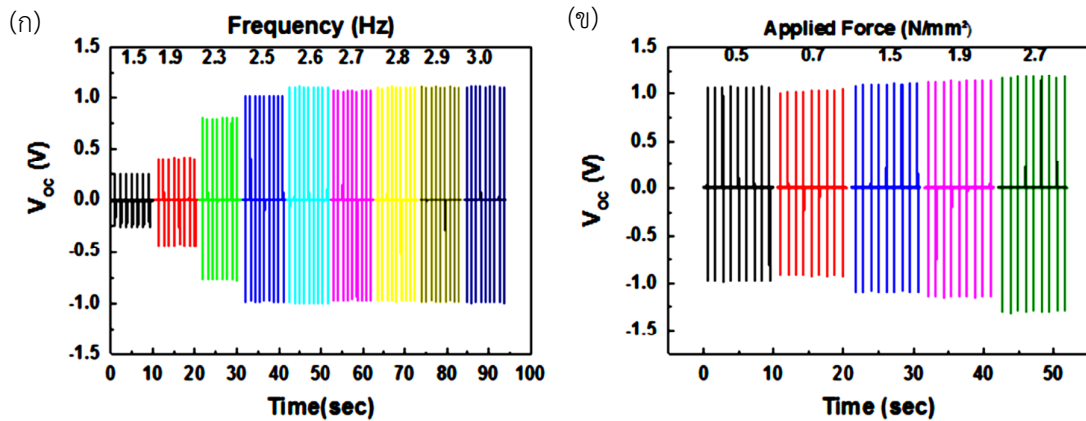 (ก)
Frequency (Hz)
1.5 1.9 2.3 2.5 2.6 2.7 2.8 2.9 3.0
1.5
1.0
0.5
0.0
-0.5
-1.0
-1.5
Voc (V)
0 10 20 30 40 50 60 70 80 90 100
Time(sec)
(ข)
Applied Force (N/mm²)
0.5 0.7 1.5 1.9 2.7
1.5
1.0
0.5
0.0
-0.5
-1.0
-1.5
Voc (V)
0 10 20 30 40 50
Time (sec)